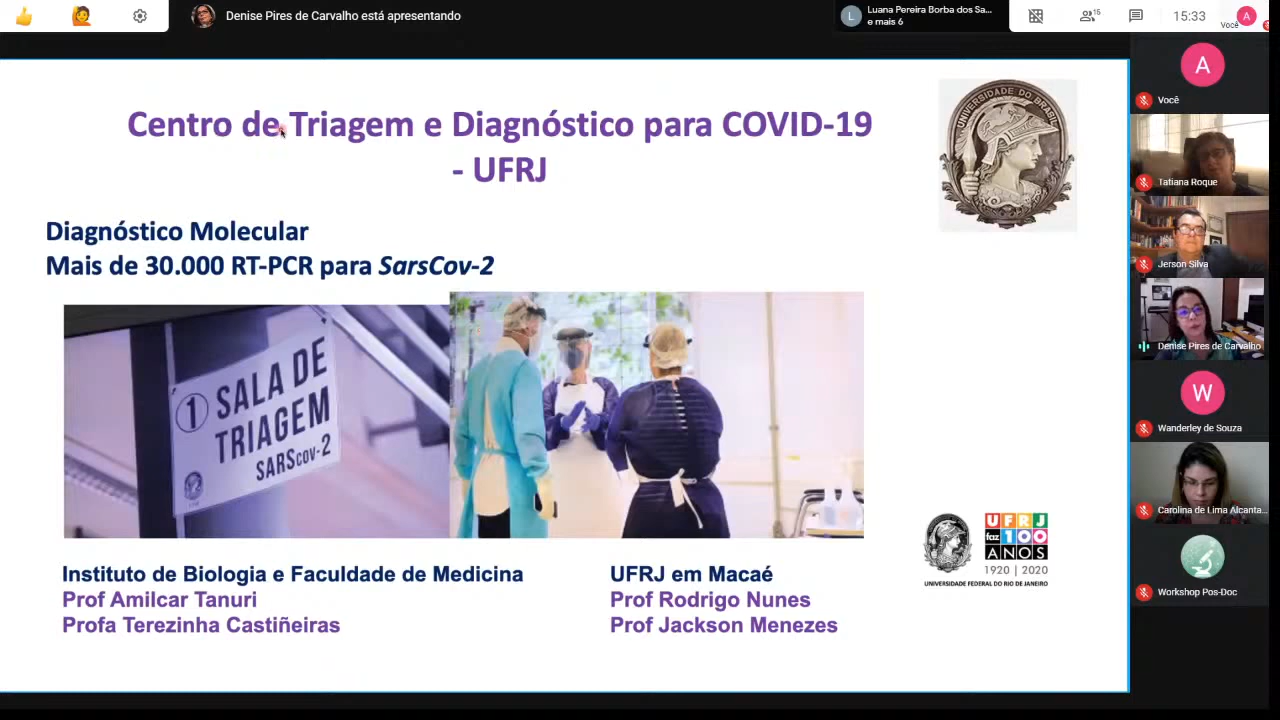 Denise Pires de Carvalho está apresentando
L
Luana Pereira Borba dos Sa...
e mais 6
15
15:33
Você
A
Centro de Triagem e Diagnóstico para COVID-19
- UFRJ
UNIVERSIDADE DO BRASIL
Diagnóstico Molecular
Mais de 30.000 RT-PCR para SarsCov-2
1 SALA DE
TRIAGEM
SARScov-2
Instituto de Biologia e Faculdade de Medicina
Prof Amilcar Tanuri
Profa Terezinha Castiñeiras
UFRJ em Macaé
Prof Rodrigo Nunes
Prof Jackson Menezes
UFRJ
faz 100
ANOS
1920 | 2020
UNIVERSIDADE FEDERAL DO RIO DE JANEIRO
A
Você
Tatiana Roque
Jerson Silva
Denise Pires de Carvalho
W
Wanderley de Souza
Carolina de Lima Alcanta...
Workshop Pos-Doc